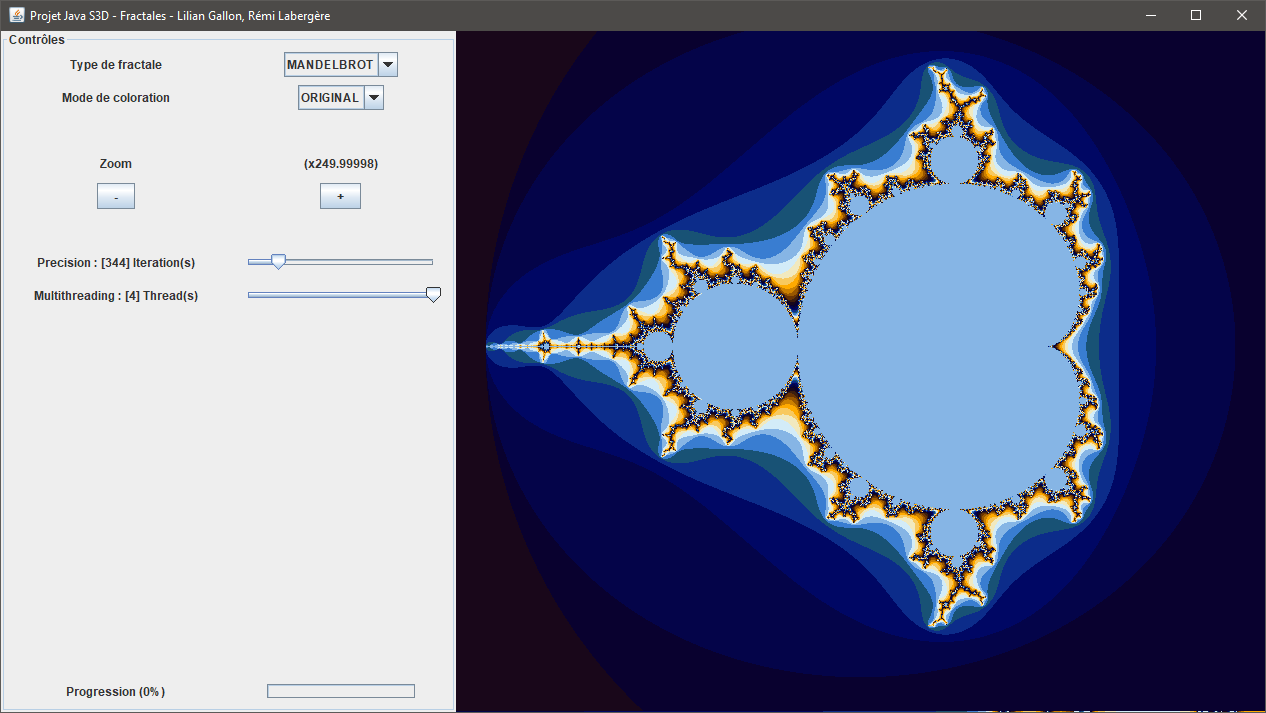 Projet Java S3D - Fractales - Lilian Gallon, Rémi Labergère
Contrôles
Type de fractale MANDELBROT
Mode de coloration ORIGINAL
Zoom (x249.99998)
- +
Precision : [344] Iteration(s)
Multithreading : [4] Thread(s)
Progression (0%)